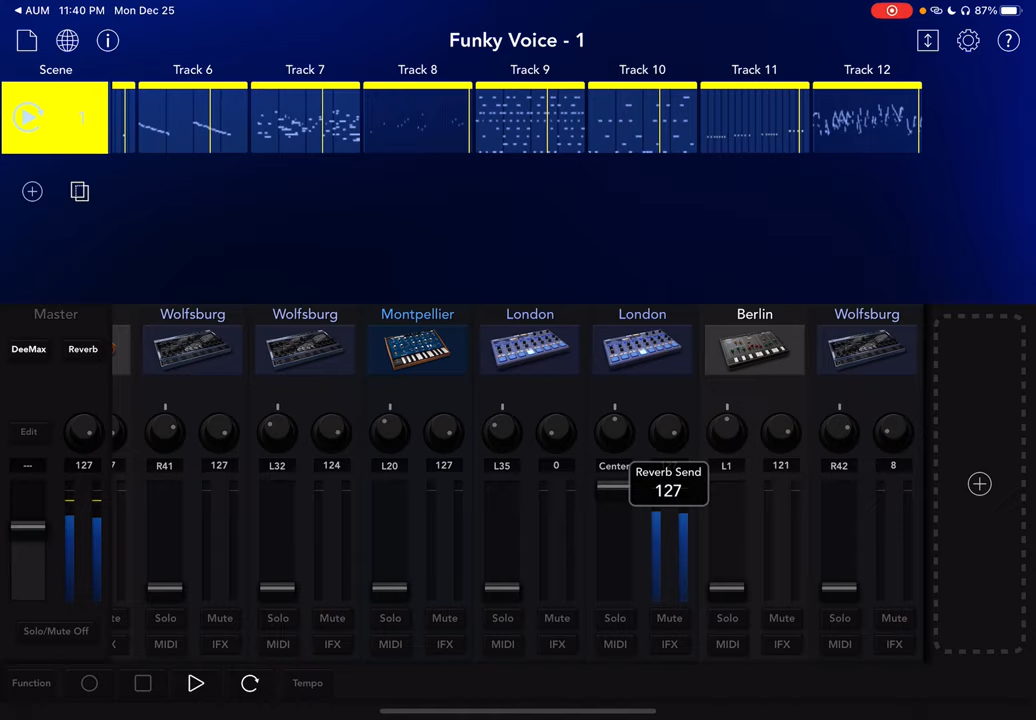 AUM 11:40 PM Mon Dec 25 87%
Funky Voice - 1
Scene Track 6 Track 7 Track 8 Track 9 Track 10 Track 11 Track 12
1
Master Wolfsburg Wolfsburg Montpellier London London Berlin Wolfsburg
DeeMax Reverb
Edit
--- 127 7 R41 127 L32 124 L20 127 L35 0 Center L1 121 R42 8
Reverb Send
127
Solo/Mute Off te Solo Mute Solo Mute Solo Mute Solo Mute Solo Mute Solo Mute Solo Mute
FX MIDI IFX MIDI IFX MIDI IFX MIDI IFX MIDI IFX MIDI IFX MIDI IFX
Function Tempo